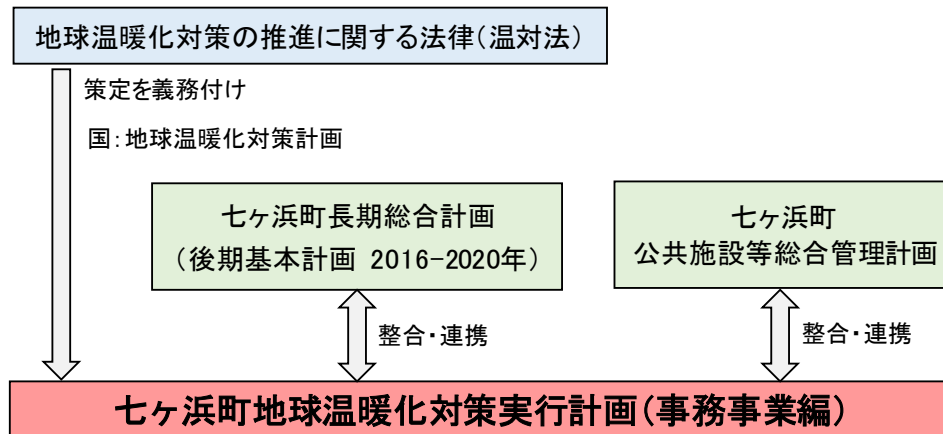 地球温暖化対策の推進に関する法律（温対法）
策定を義務付け
国：地球温暖化対策計画
七ヶ浜町長期総合計画
（後期基本計画 2016-2020年）
七ヶ浜町
公共施設等総合管理計画
整合・連携
整合・連携
七ヶ浜町地球温暖化対策実行計画（事務事業編）